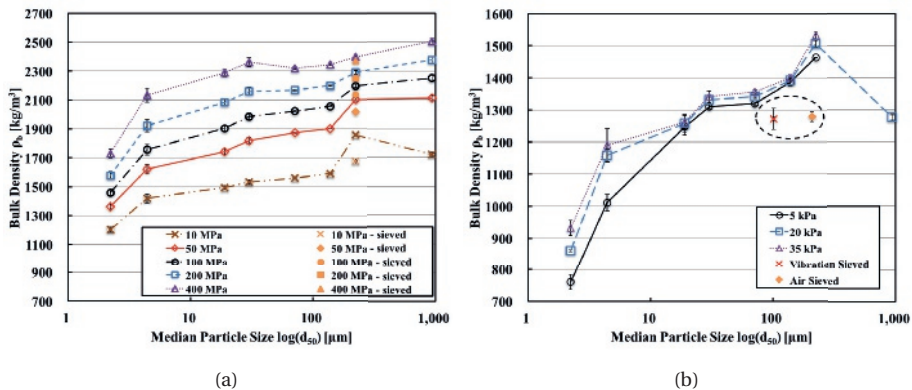 2700
2500
2300
2100
1900
1700
1500
1300
1100
900
700
Bulk Density ρb [kg/m³]
10 MPa
50 MPa
100 MPa
200 MPa
400 MPa
10 MPa - sieved
50 MPa - sieved
100 MPa - sieved
200 MPa - sieved
400 MPa - sieved
1 10 100 1,000
Median Particle Size log(d50) [µm]
(a)
1600
1500
1400
1300
1200
1100
1000
900
800
700
Bulk Density ρb [kg/m³]
5 kPa
20 kPa
35 kPa
Vibration Sieved
Air Sieved
1 10 100 1,000
Median Particle Size log(d50) [µm]
(b)